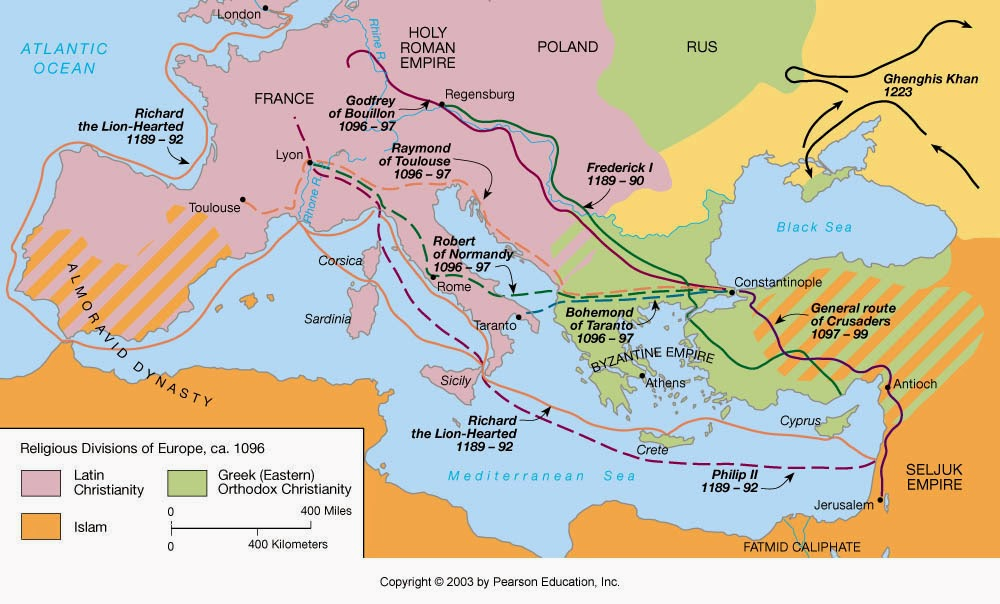 London
ATLANTIC
OCEAN
Rhine R.
HOLY
ROMAN
EMPIRE
POLAND
RUS
Ghenghis Khan
1223
FRANCE
Godfrey
of Bouillon
1096 – 97
Regensburg
Richard
the Lion-Hearted
1189 – 92
Lyon
Raymond
of Toulouse
1096 – 97
Frederick I
1189 – 90
Toulouse
Rhone R.
Black Sea
Corsica
Robert
of Normandy
1096 – 97
Rome
Constantinople
ALMORAVID DYNASTY
Sardinia
Taranto
Bohemond
of Taranto
1096 – 97
General route
of Crusaders
1097 – 99
BYZANTINE EMPIRE
Athens
Antioch
Sicily
Richard
the Lion-Hearted
1189 – 92
Crete
Cyprus
Mediterranean Sea
Philip II
1189 – 92
SELJUK
EMPIRE
Jerusalem
FATMID CALIPHATE
Religious Divisions of Europe, ca. 1096
Latin
Christianity
Greek (Eastern)
Orthodox Christianity
Islam
0 400 Miles
0 400 Kilometers
Copyright © 2003 by Pearson Education, Inc.